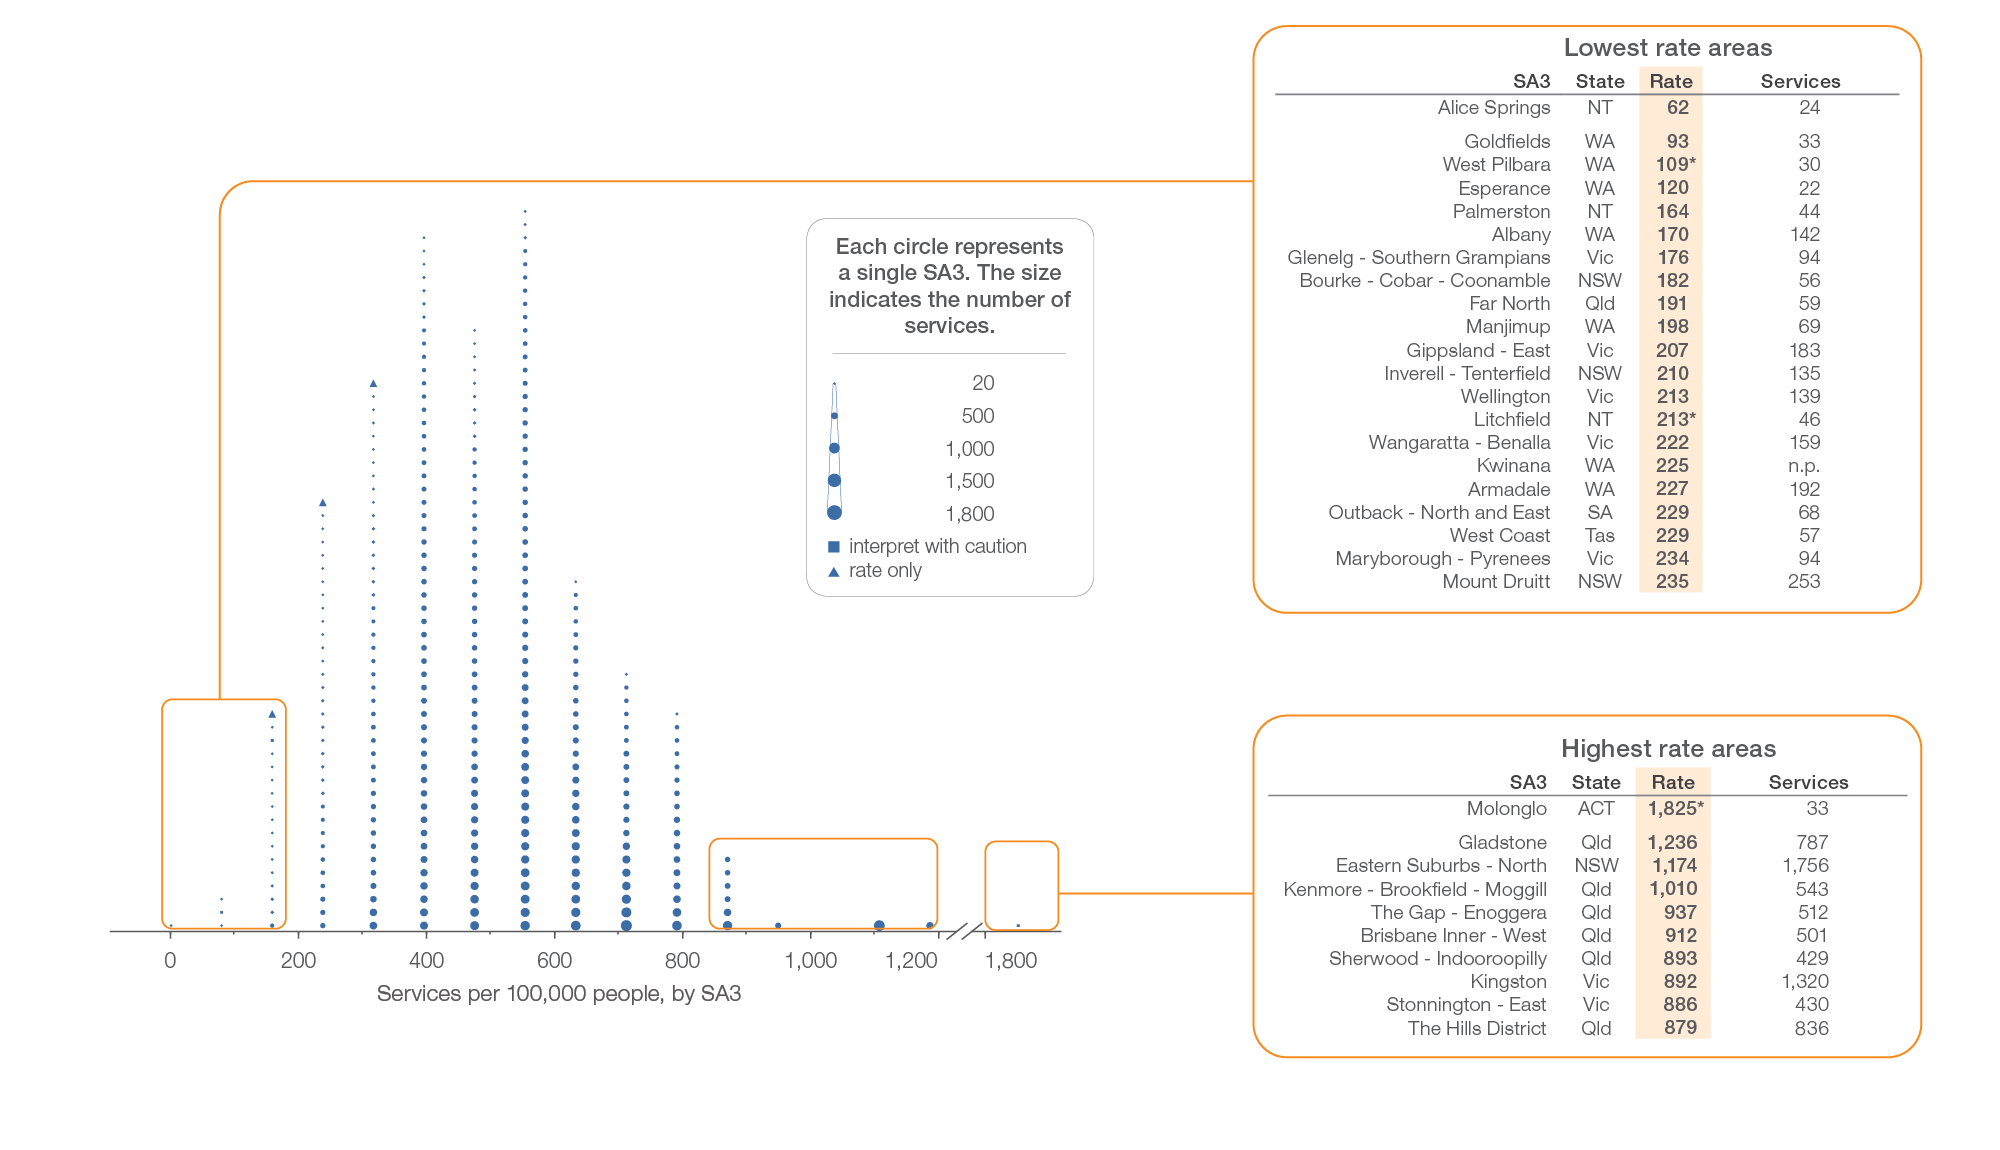 Lowest rate areas
SA3 State Rate Services
Alice Springs NT 62 24
Goldfields WA 93 33
West Pilbara WA 109* 30
Esperance WA 120 22
Palmerston NT 164 44
Albany WA 170 142
Glenelg - Southern Grampians Vic 176 94
Bourke - Cobar - Coonamble NSW 182 56
Far North Qld 191 59
Manjimup WA 198 69
Gippsland - East Vic 207 183
Inverell - Tenterfield NSW 210 135
Wellington Vic 213 139
Litchfield NT 213* 46
Wangaratta - Benalla Vic 222 159
Kwinana WA 225 n.p.
Armadale WA 227 192
Outback - North and East SA 229 68
West Coast Tas 229 57
Maryborough - Pyrenees Vic 234 94
Mount Druitt NSW 235 253
Each circle represents
a single SA3. The size
indicates the number of
services.
20
500
1,000
1,500
1,800
interpret with caution
rate only
Highest rate areas
SA3 State Rate Services
Molonglo ACT 1,825* 33
Gladstone Qld 1,236 787
Eastern Suburbs - North NSW 1,174 1,756
Kenmore - Brookfield - Moggill Qld 1,010 543
The Gap - Enoggera Qld 937 512
Brisbane Inner - West Qld 912 501
Sherwood - Indooroopilly Qld 893 429
Kingston Vic 892 1,320
Stonnington - East Vic 886 430
The Hills District Qld 879 836
0 200 400 600 800 1,000 1,200 1,800
Services per 100,000 people, by SA3